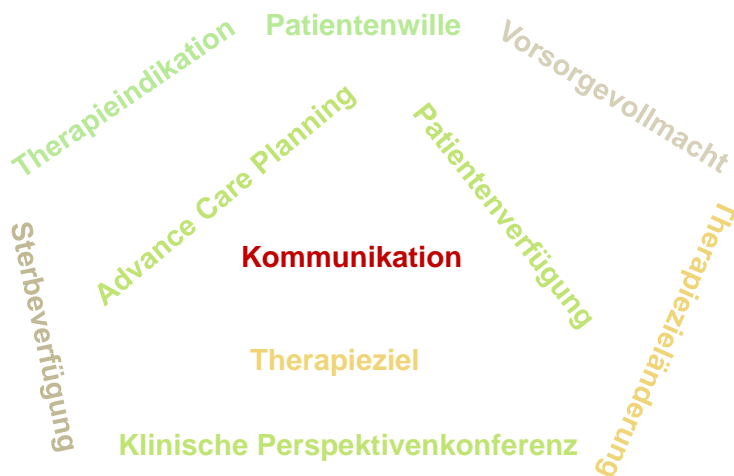 Patientenwille
Therapieindikation
Vorsorgevollmacht
Advance Care Planning
Patientenverfügung
Sterbeverfügung
Kommunikation
Therapiezieländerung
Therapieziel
Klinische Perspektivenkonferenz